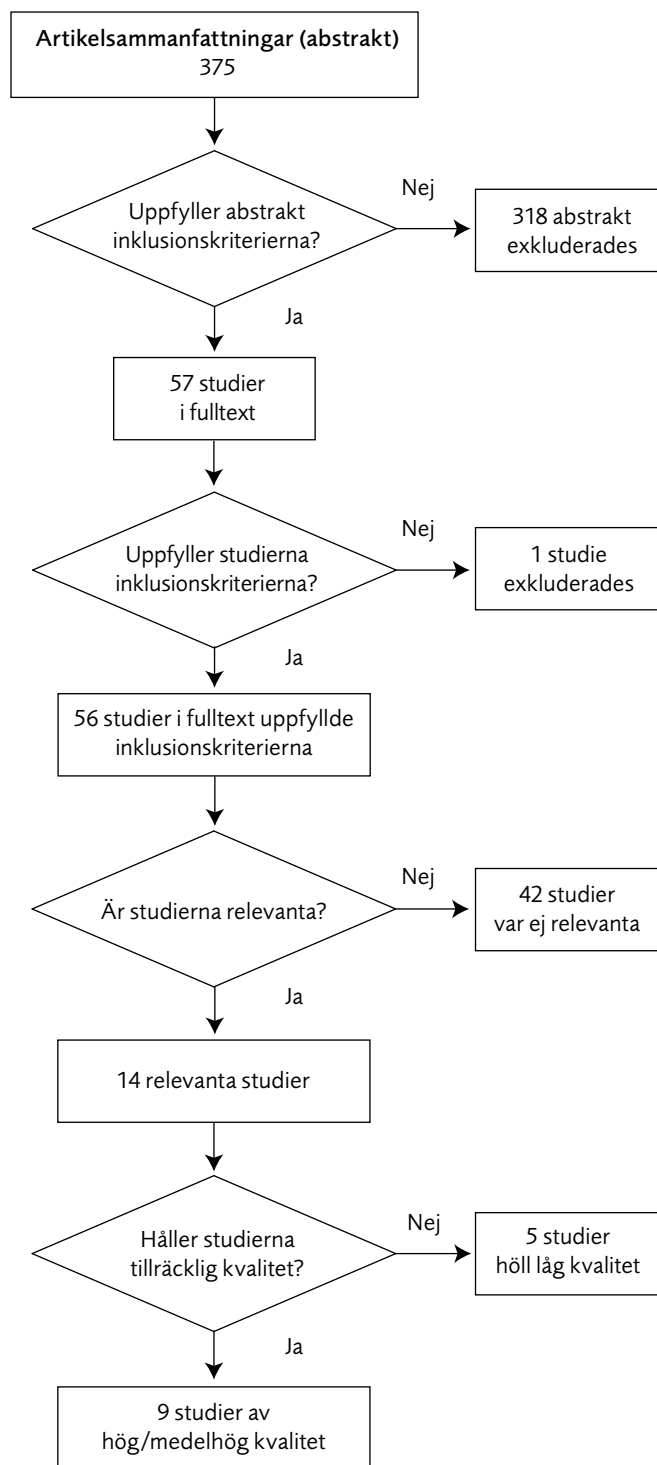 Artikelsammanfattningar (abstrakt)
375
Nej
Uppfyller abstrakt
inklusionskriterierna?
318 abstrakt
exkluderades
Ja
57 studier
i fulltext
Nej
Uppfyller studierna
inklusionskriterierna?
1 studie
exkluderades
Ja
56 studier i fulltext uppfyllde
inklusionskriterierna
Nej
Är studierna relevanta?
42 studier
var ej relevanta
Ja
14 relevanta studier
Nej
Håller studierna
tillräcklig kvalitet?
5 studier
höll låg kvalitet
Ja
9 studier av
hög/medelhög kvalitet